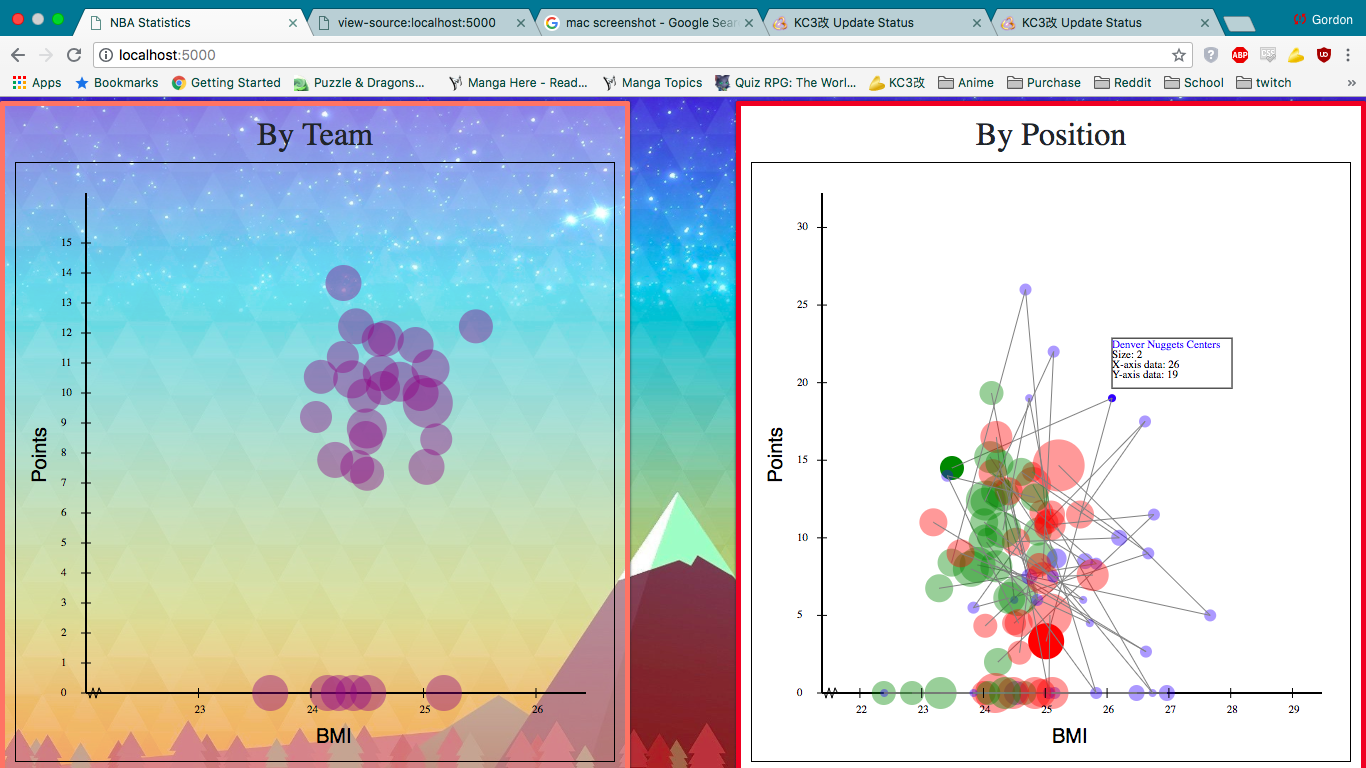 NBA Statistics
view-source:localhost:5000
mac screenshot - Google Sear
KC3改 Update Status
KC3改 Update Status
Gordon
localhost:5000
ABP
Apps
Bookmarks
Getting Started
Puzzle & Dragons...
Manga Here - Read...
Manga Topics
Quiz RPG: The Worl...
KC3改
Anime
Purchase
Reddit
School
twitch
»
By Team
15
14
13
12
11
10
9
8
7
6
5
4
3
2
1
0
Points
23
24
25
26
BMI
By Position
30
25
20
15
10
5
0
Points
Denver Nuggets Centers
Size: 2
X-axis data: 26
Y-axis data: 19
22
23
24
25
26
27
28
29
BMI